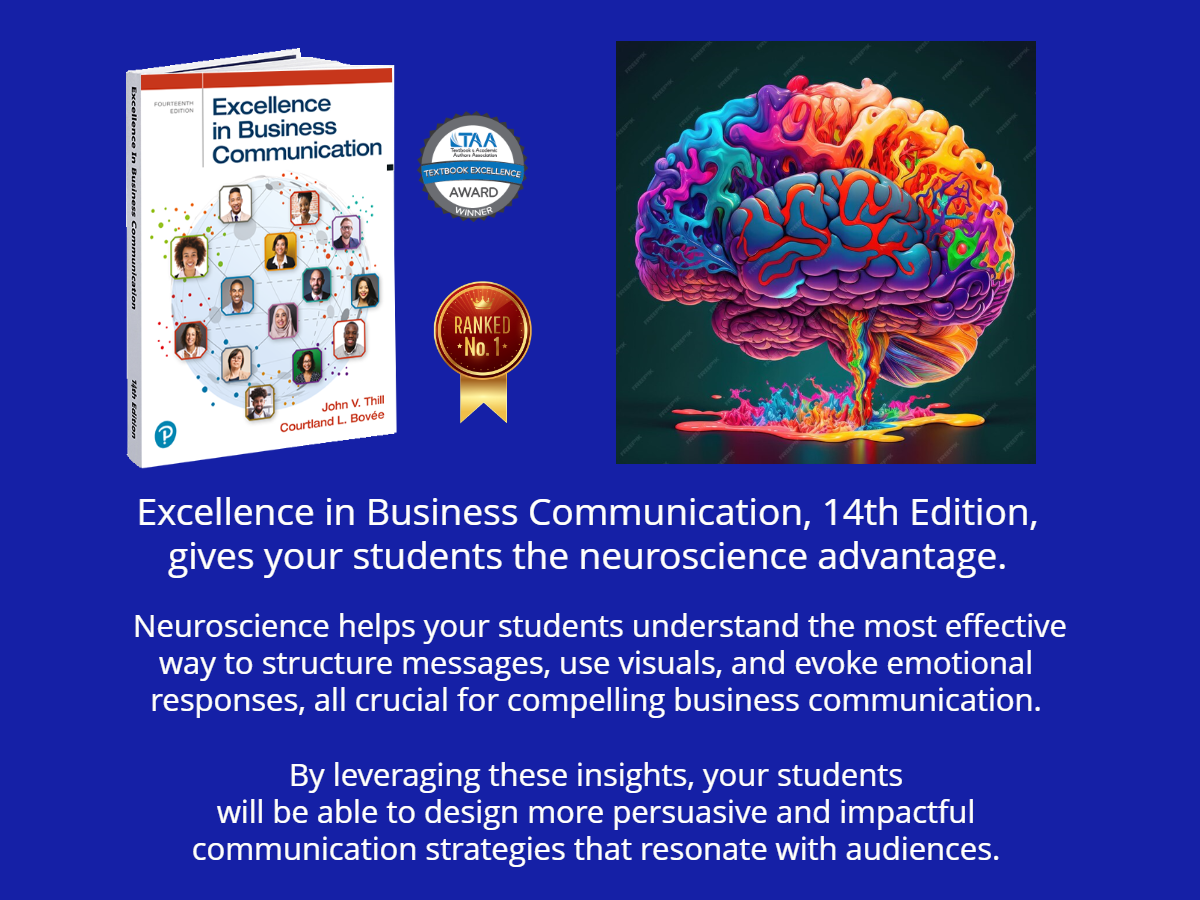 Excellence In Business Communication
14th Edition
FOURTEENTH
EDITION
Excellence
in Business
Communication
John V. Thill
Courtland L. Bovée
P
TAA
Textbook & Academic
Authors Association
TEXTBOOK EXCELLENCE
AWARD
WINNER
RANKED
No. 1
Excellence in Business Communication, 14th Edition,
gives your students the neuroscience advantage.
Neuroscience helps your students understand the most effective
way to structure messages, use visuals, and evoke emotional
responses, all crucial for compelling business communication.
By leveraging these insights, your students
will be able to design more persuasive and impactful
communication strategies that resonate with audiences.